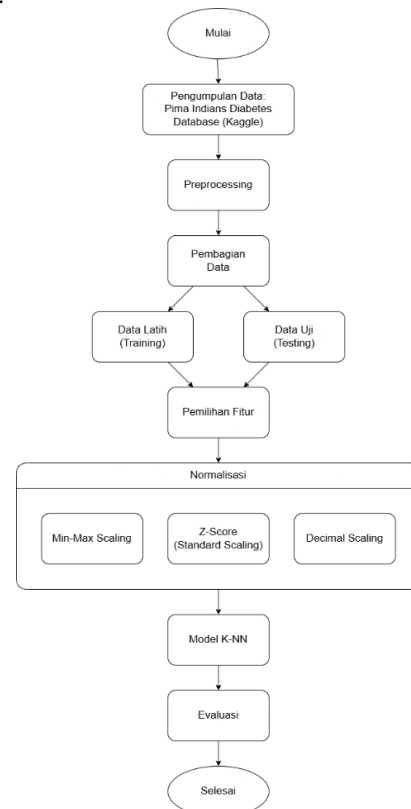 Mulai
Pengumpulan Data:
Pima Indians Diabetes
Database (Kaggle)
Preprocessing
Pembagian
Data
Data Latih
(Training)
Data Uji
(Testing)
Pemilihan Fitur
Normalisasi
Min-Max Scaling
Z-Score
(Standard Scaling)
Decimal Scaling
Model K-NN
Evaluasi
Selesai